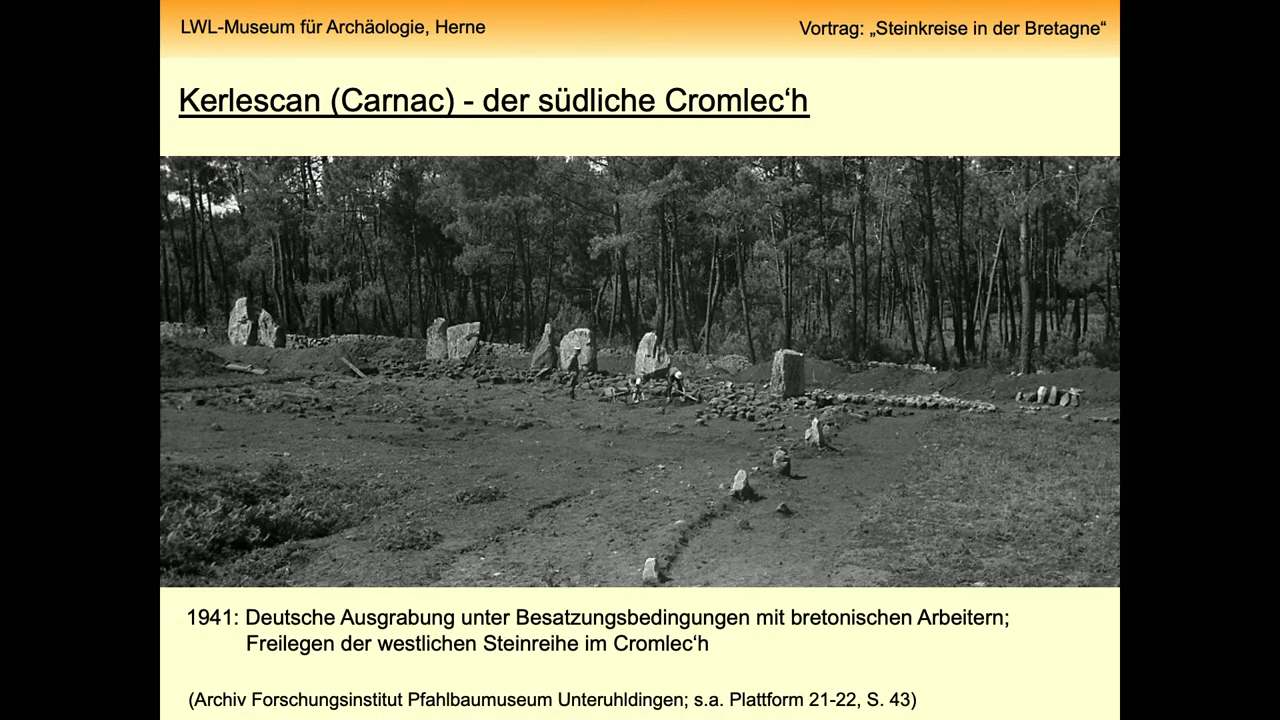 LWL-Museum für Archäologie, Herne
Vortrag: „Steinkreise in der Bretagne“
Kerlescan (Carnac) - der südliche Cromlec‘h
1941: Deutsche Ausgrabung unter Besatzungsbedingungen mit bretonischen Arbeitern;
Freilegen der westlichen Steinreihe im Cromlec‘h
(Archiv Forschungsinstitut Pfahlbaumuseum Unteruhldingen; s.a. Plattform 21-22, S. 43)